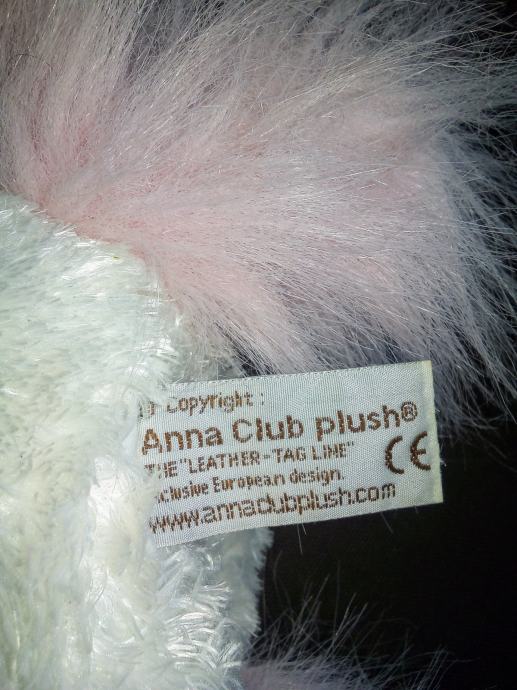 Copyright :
Anna Club plush®
THE "LEATHER-TAG LINE"
xclusive European design.
www.annaclubplush.com
CE